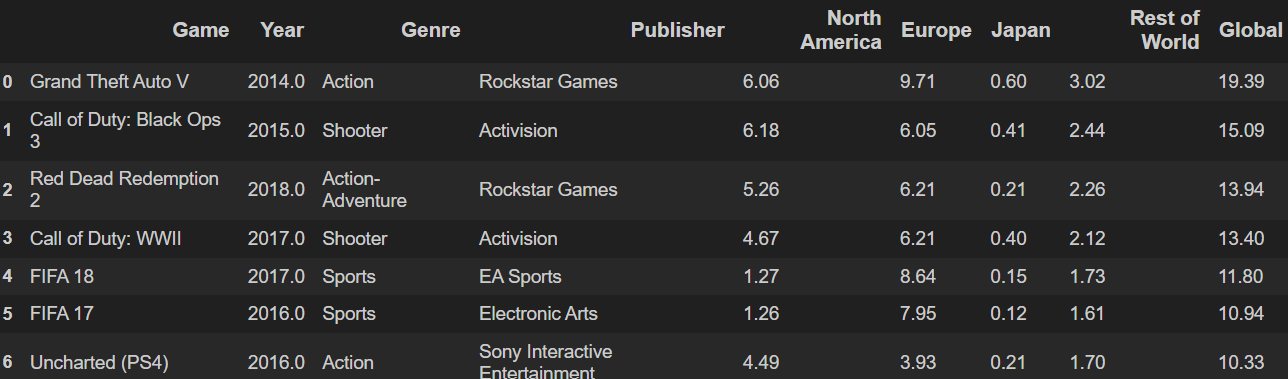 Game Year Genre Publisher North America Europe Japan Rest of World Global
0 Grand Theft Auto V 2014.0 Action Rockstar Games 6.06 9.71 0.60 3.02 19.39
1 Call of Duty: Black Ops 3 2015.0 Shooter Activision 6.18 6.05 0.41 2.44 15.09
2 Red Dead Redemption 2 2018.0 Action-Adventure Rockstar Games 5.26 6.21 0.21 2.26 13.94
3 Call of Duty: WWII 2017.0 Shooter Activision 4.67 6.21 0.40 2.12 13.40
4 FIFA 18 2017.0 Sports EA Sports 1.27 8.64 0.15 1.73 11.80
5 FIFA 17 2016.0 Sports Electronic Arts 1.26 7.95 0.12 1.61 10.94
6 Uncharted (PS4) 2016.0 Action Sony Interactive Entertainment 4.49 3.93 0.21 1.70 10.33